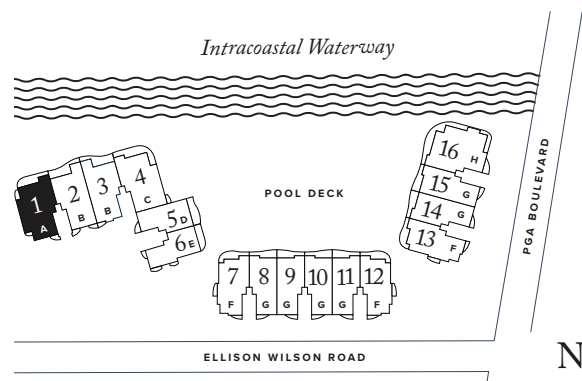 Intracoastal Waterway
POOL DECK
PGA BOULEVARD
1 A
2 B
3 B
4 C
5 D
6 E
7 F
8 G
9 G
10 G
11 G
12 F
13 F
14 G
15 G
16 H
ELLISON WILSON ROAD
N